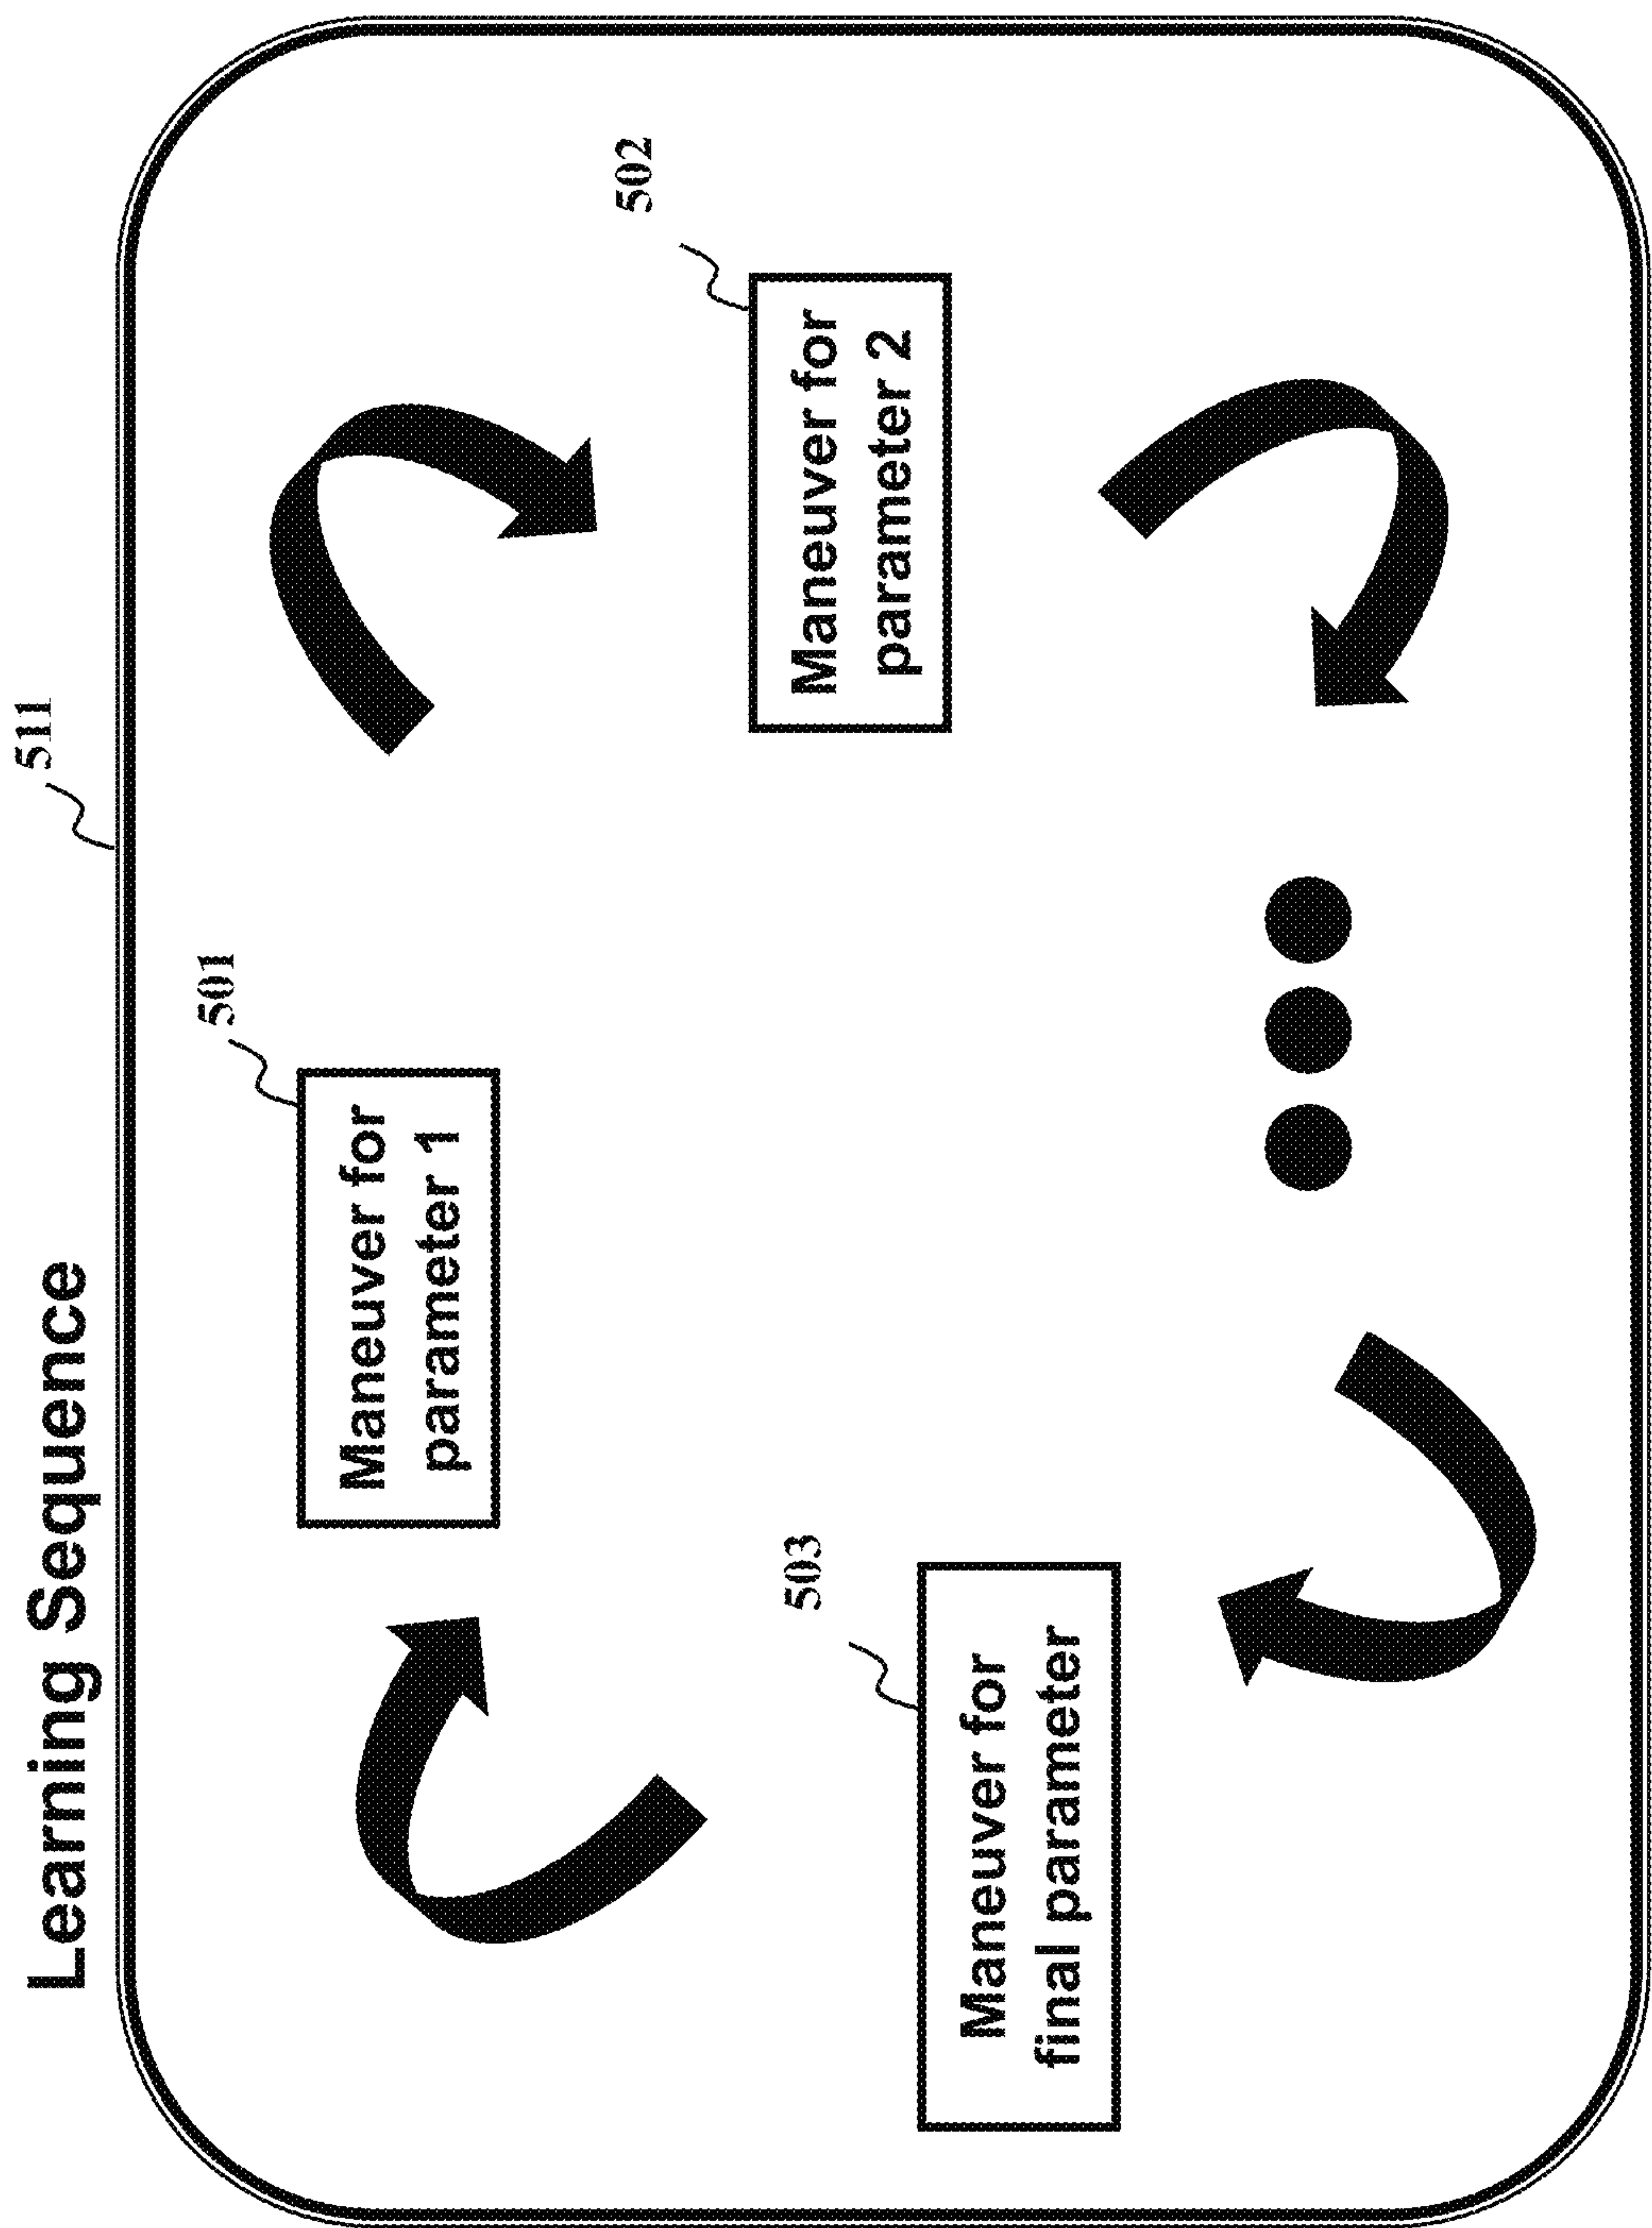 Learning Sequence
511
501
Maneuver for
parameter 1
502
Maneuver for
parameter 2
503
Maneuver for
final parameter